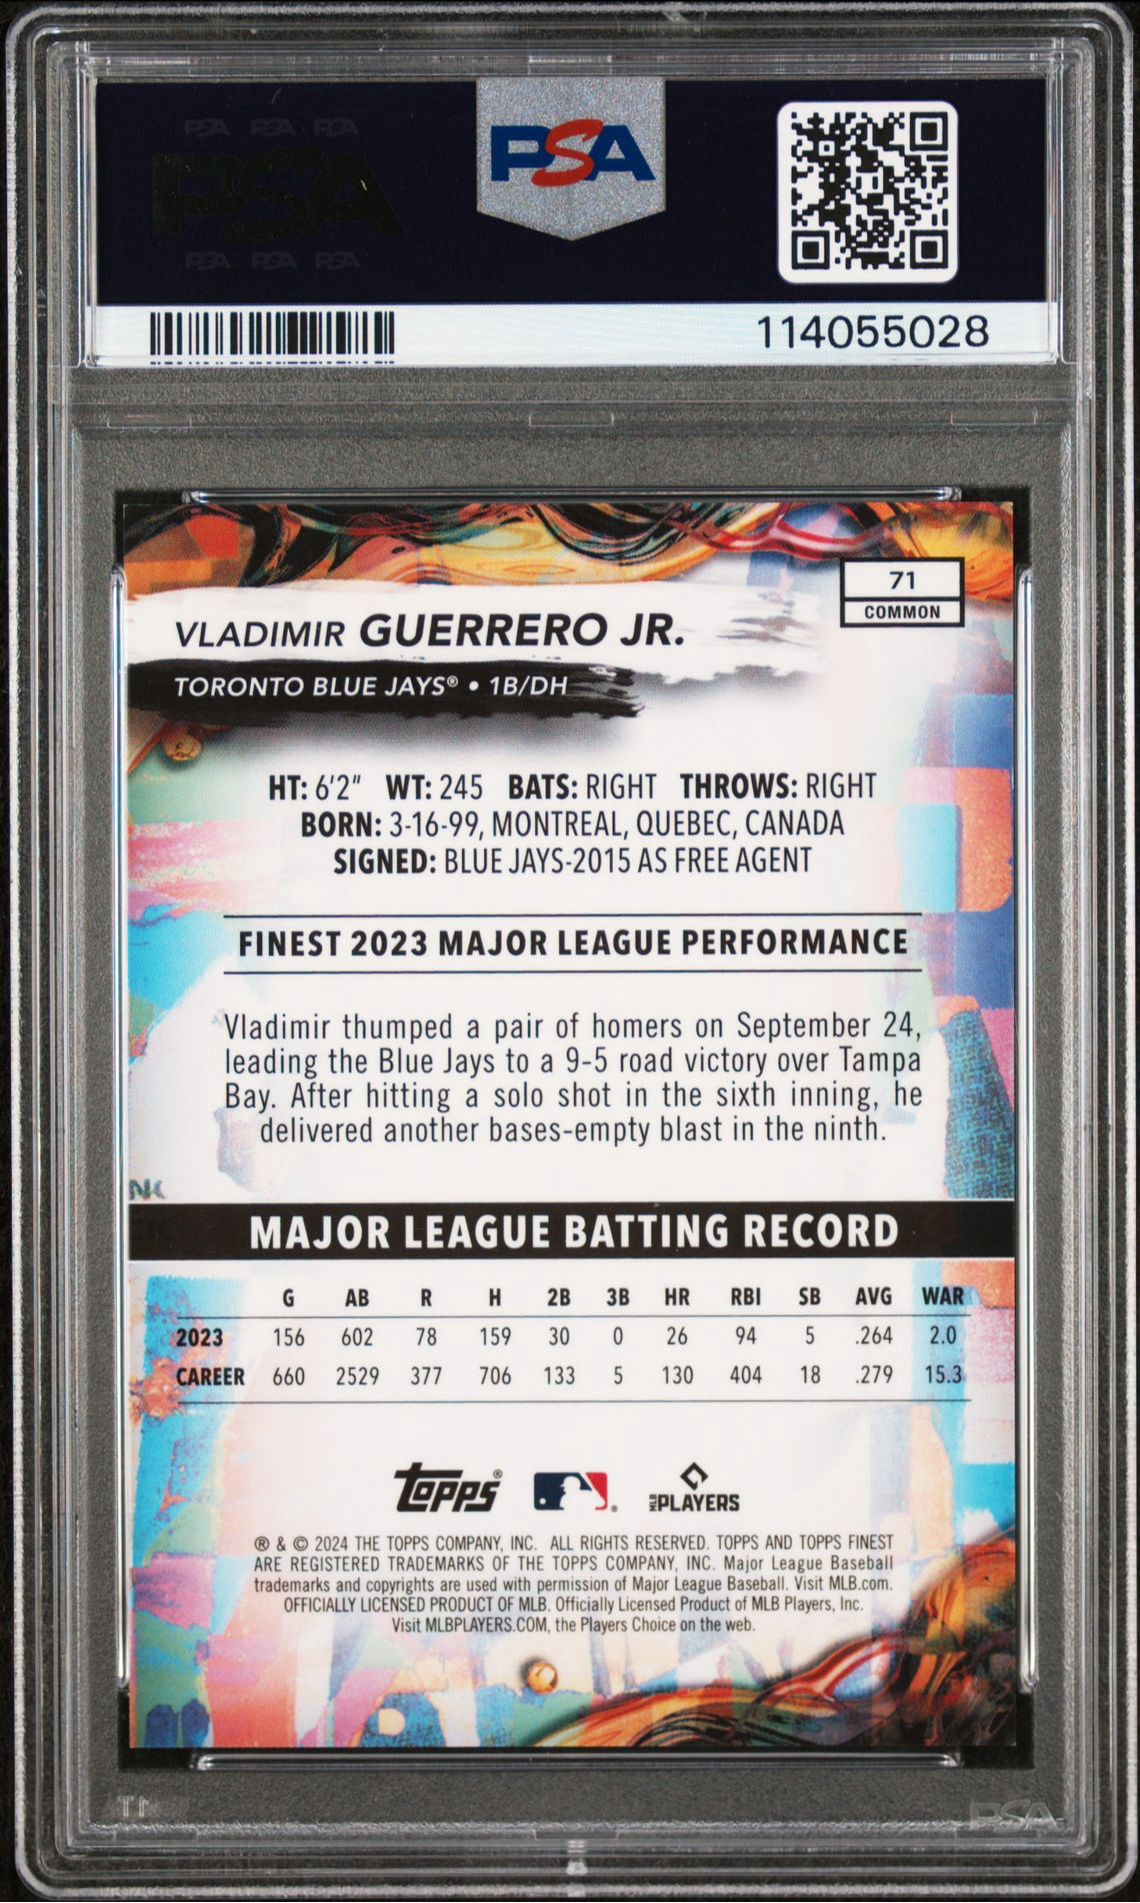 PSA PSA PSA
PSA
PSA PSA PSA
PSA
114055028
71
COMMON
VLADIMIR GUERRERO JR.
TORONTO BLUE JAYS® • 1B/DH
HT: 6'2" WT: 245 BATS: RIGHT THROWS: RIGHT
BORN: 3-16-99, MONTREAL, QUEBEC, CANADA
SIGNED: BLUE JAYS-2015 AS FREE AGENT
FINEST 2023 MAJOR LEAGUE PERFORMANCE
Vladimir thumped a pair of homers on September 24,
leading the Blue Jays to a 9-5 road victory over Tampa
Bay. After hitting a solo shot in the sixth inning, he
delivered another bases-empty blast in the ninth.
MAJOR LEAGUE BATTING RECORD
G AB R H 2B 3B HR RBI SB AVG WAR
2023 156 602 78 159 30 0 26 94 5 .264 2.0
CAREER 660 2529 377 706 133 5 130 404 18 .279 15.3
Topps® ® MLB PLAYERS
® & © 2024 THE TOPPS COMPANY, INC. ALL RIGHTS RESERVED. TOPPS AND TOPPS FINEST
ARE REGISTERED TRADEMARKS OF THE TOPPS COMPANY, INC. Major League Baseball
trademarks and copyrights are used with permission of Major League Baseball. Visit MLB.com.
OFFICIALLY LICENSED PRODUCT OF MLB. Officially Licensed Product of MLB Players, Inc.
Visit MLBPLAYERS.COM, the Players Choice on the web.
PSA